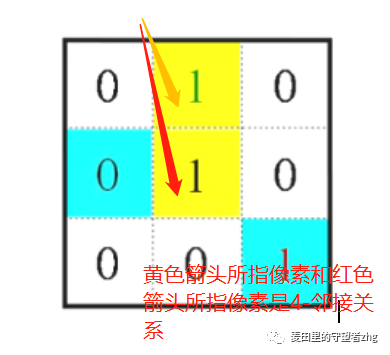 0 1 0
0 1 0
0 0 1
黄色箭头所指像素和红色
箭头所指像素是4-邻接关
系
麦田里的守望者zhg